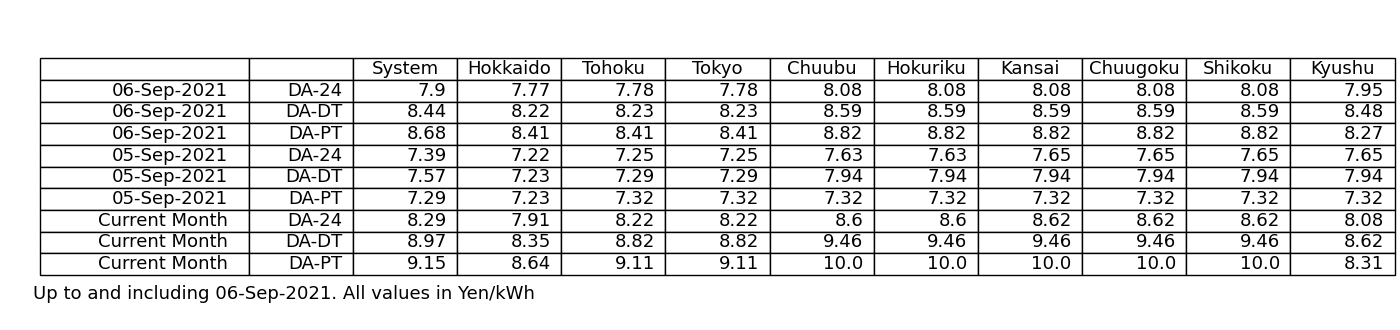 System Hokkaido Tohoku Tokyo Chuubu Hokuriku Kansai Chuugoku Shikoku Kyushu
06-Sep-2021 DA-24 7.9 7.77 7.78 7.78 8.08 8.08 8.08 8.08 8.08 7.95
06-Sep-2021 DA-DT 8.44 8.22 8.23 8.23 8.59 8.59 8.59 8.59 8.59 8.48
06-Sep-2021 DA-PT 8.68 8.41 8.41 8.41 8.82 8.82 8.82 8.82 8.82 8.27
05-Sep-2021 DA-24 7.39 7.22 7.25 7.25 7.63 7.63 7.65 7.65 7.65 7.65
05-Sep-2021 DA-DT 7.57 7.23 7.29 7.29 7.94 7.94 7.94 7.94 7.94 7.94
05-Sep-2021 DA-PT 7.29 7.23 7.32 7.32 7.32 7.32 7.32 7.32 7.32 7.32
Current Month DA-24 8.29 7.91 8.22 8.22 8.6 8.6 8.62 8.62 8.62 8.08
Current Month DA-DT 8.97 8.35 8.82 8.82 9.46 9.46 9.46 9.46 9.46 8.62
Current Month DA-PT 9.15 8.64 9.11 9.11 10.0 10.0 10.0 10.0 10.0 8.31
Up to and including 06-Sep-2021. All values in Yen/kWh